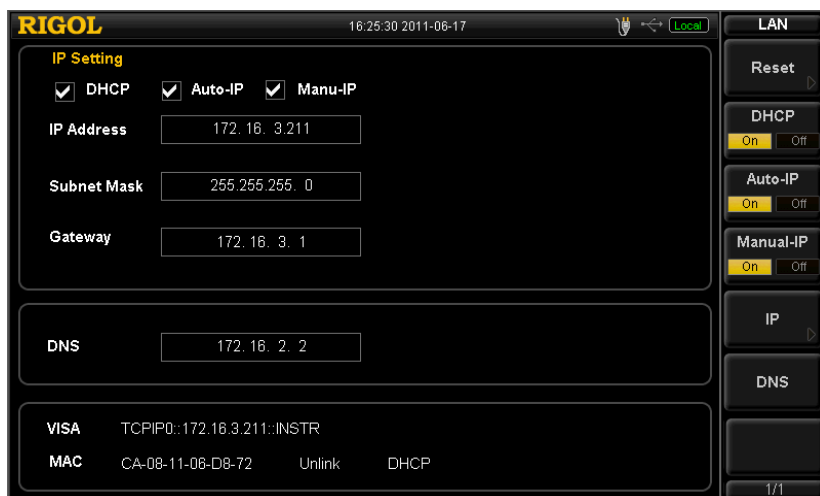 RIGOL 16:25:30 2011-06-17 Local LAN
IP Setting
DHCP Auto-IP Manu-IP
IP Address 172. 16. 3.211
Subnet Mask 255.255.255. 0
Gateway 172. 16. 3. 1
DNS 172. 16. 2. 2
VISA TCPIP0::172.16.3.211::INSTR
MAC CA-08-11-06-D8-72 Unlink DHCP
Reset
DHCP
On Off
Auto-IP
On Off
Manual-IP
On Off
IP
DNS
1/1